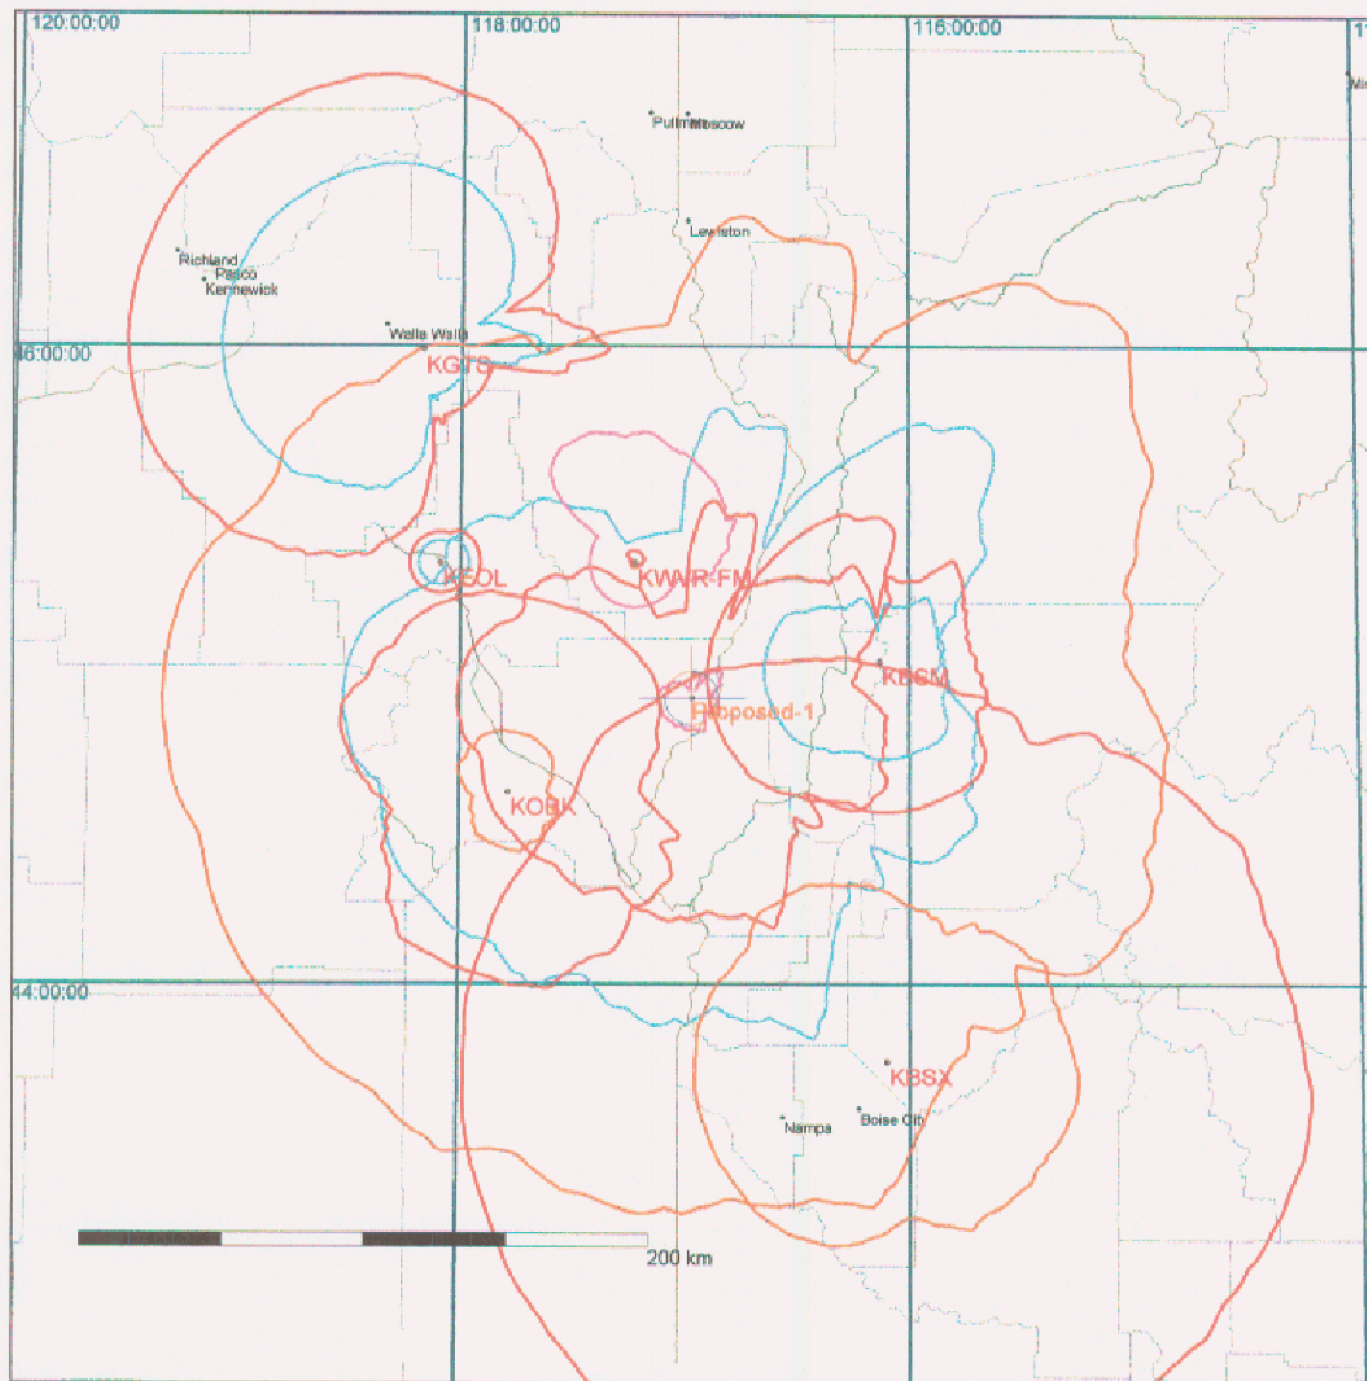 120:00:00
118:00:00
116:00:00
Moscow
Lewiston
Richland
Pasco
Kennewick
Walla Walla
46:00:00
KGTS
KEOL
KWVR-FM
KBSM
Proposed-1
KOBK
44:00:00
KBSX
Nampa
Boise City
200 km